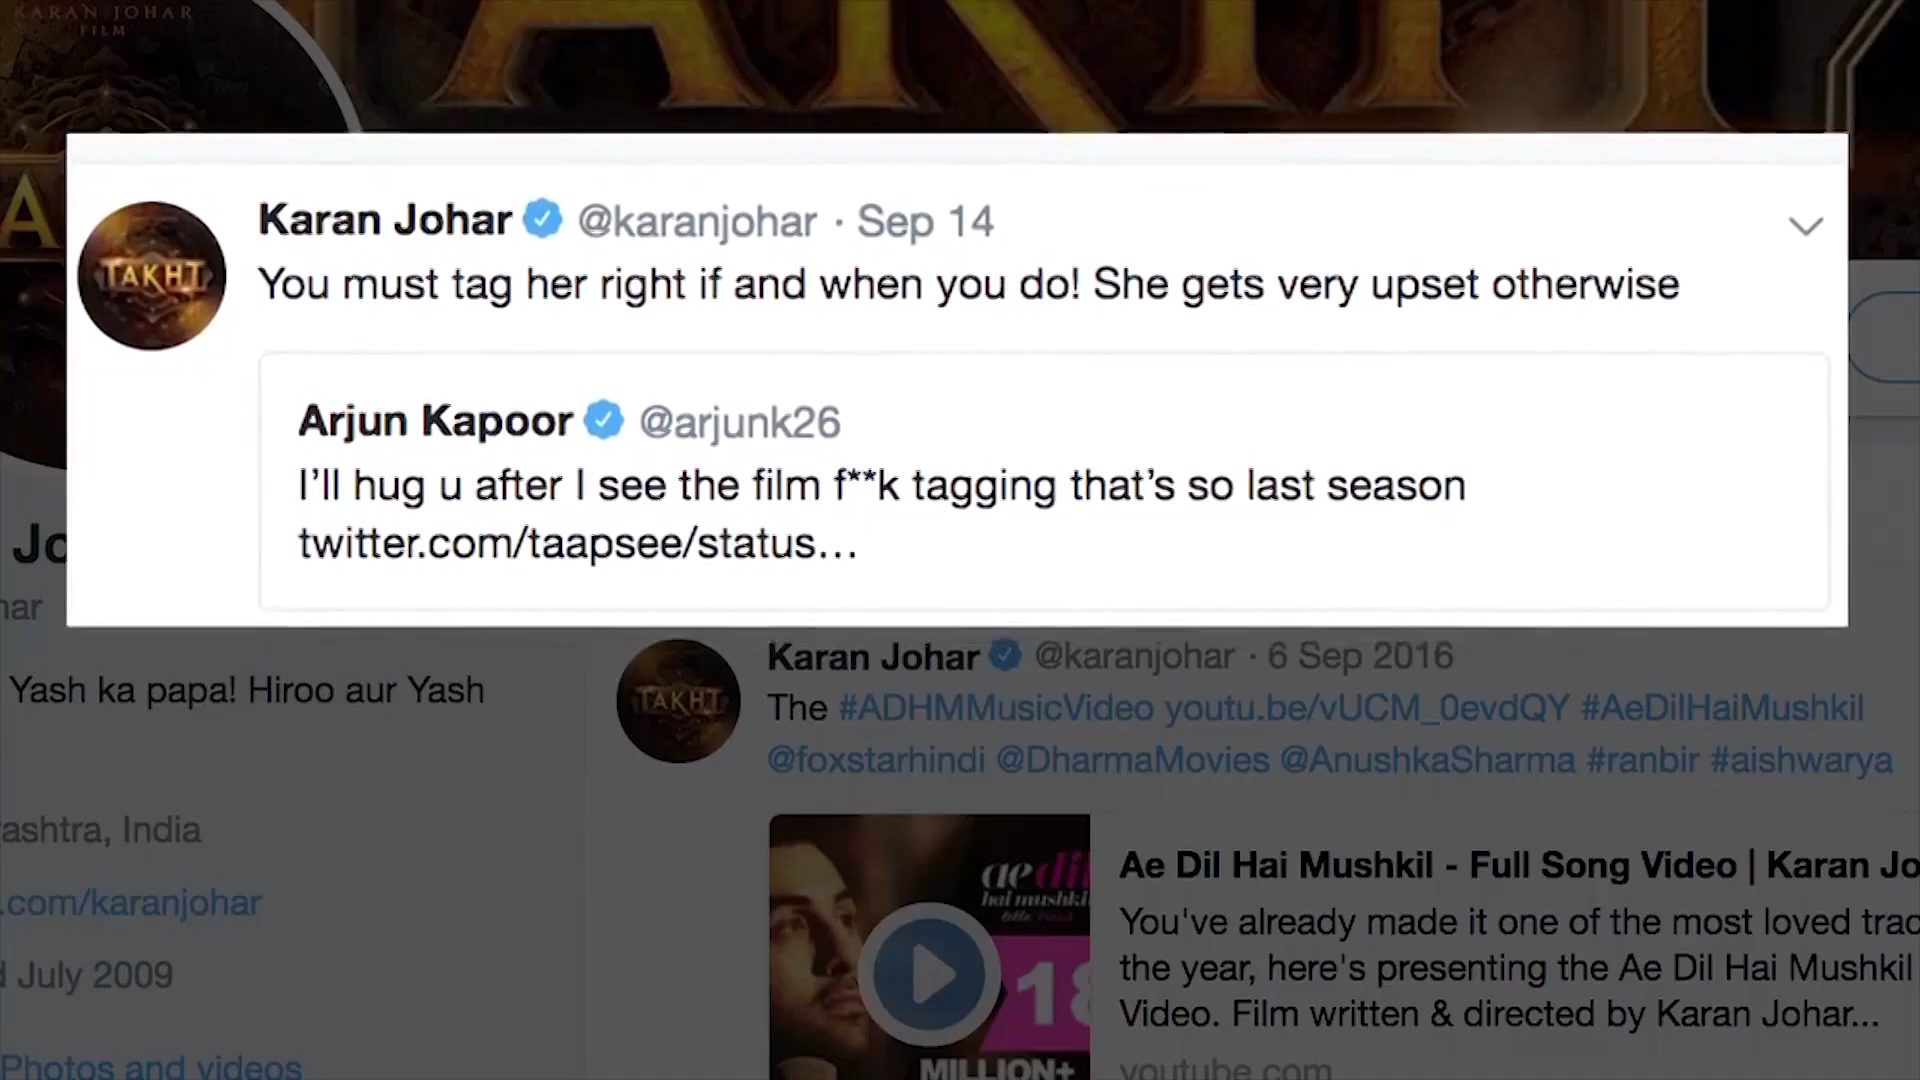 KARAN JOHAR
FILM
Karan Johar @karanjohar · Sep 14
You must tag her right if and when you do! She gets very upset otherwise
TAKHT
Arjun Kapoor @arjunk26
I'll hug u after I see the film f**k tagging that's so last season
twitter.com/taapsee/status...
Jo
har
Yash ka papa! Hiroo aur Yash
ashtra, India
.com/karanjohar
July 2009
Photos and videos
Karan Johar @karanjohar · 6 Sep 2016
TAKHT
The #ADHMMusicVideo youtu.be/vUCM_0evdQY #AeDilHaiMushkil
@foxstarhindi @DharmaMovies @AnushkaSharma #ranbir #aishwarya
ae dil
hai mushkil
title track
18
MILLION+
Ae Dil Hai Mushkil - Full Song Video | Karan Jo
You've already made it one of the most loved trac
the year, here's presenting the Ae Dil Hai Mushkil
Video. Film written & directed by Karan Johar...
youtube.com